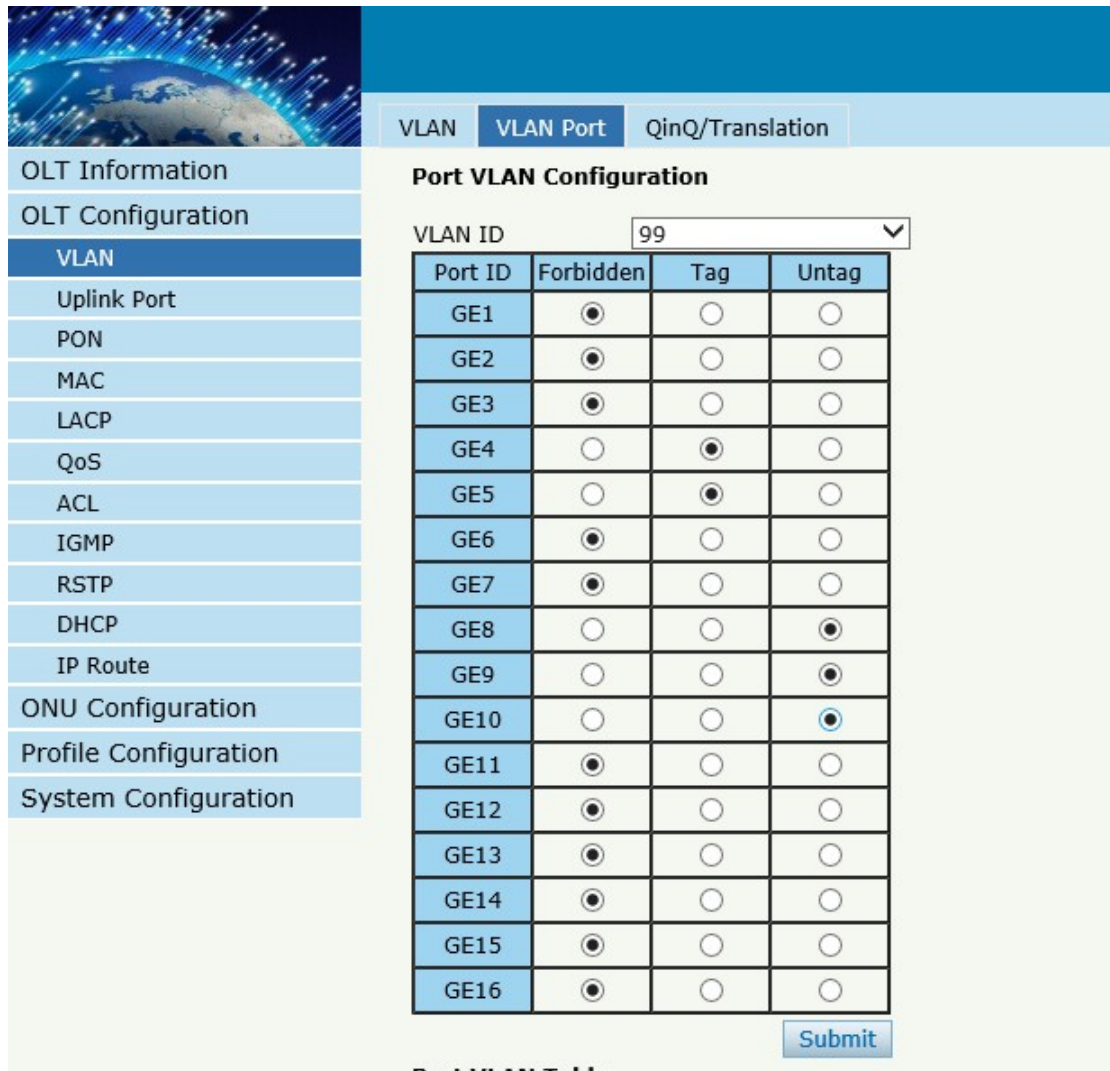 VLAN VLAN Port QinQ/Translation
OLT Information
OLT Configuration
VLAN
Uplink Port
PON
MAC
LACP
QoS
ACL
IGMP
RSTP
DHCP
IP Route
ONU Configuration
Profile Configuration
System Configuration
Port VLAN Configuration
VLAN ID 99
Port ID Forbidden Tag Untag
GE1
GE2
GE3
GE4
GE5
GE6
GE7
GE8
GE9
GE10
GE11
GE12
GE13
GE14
GE15
GE16
Submit